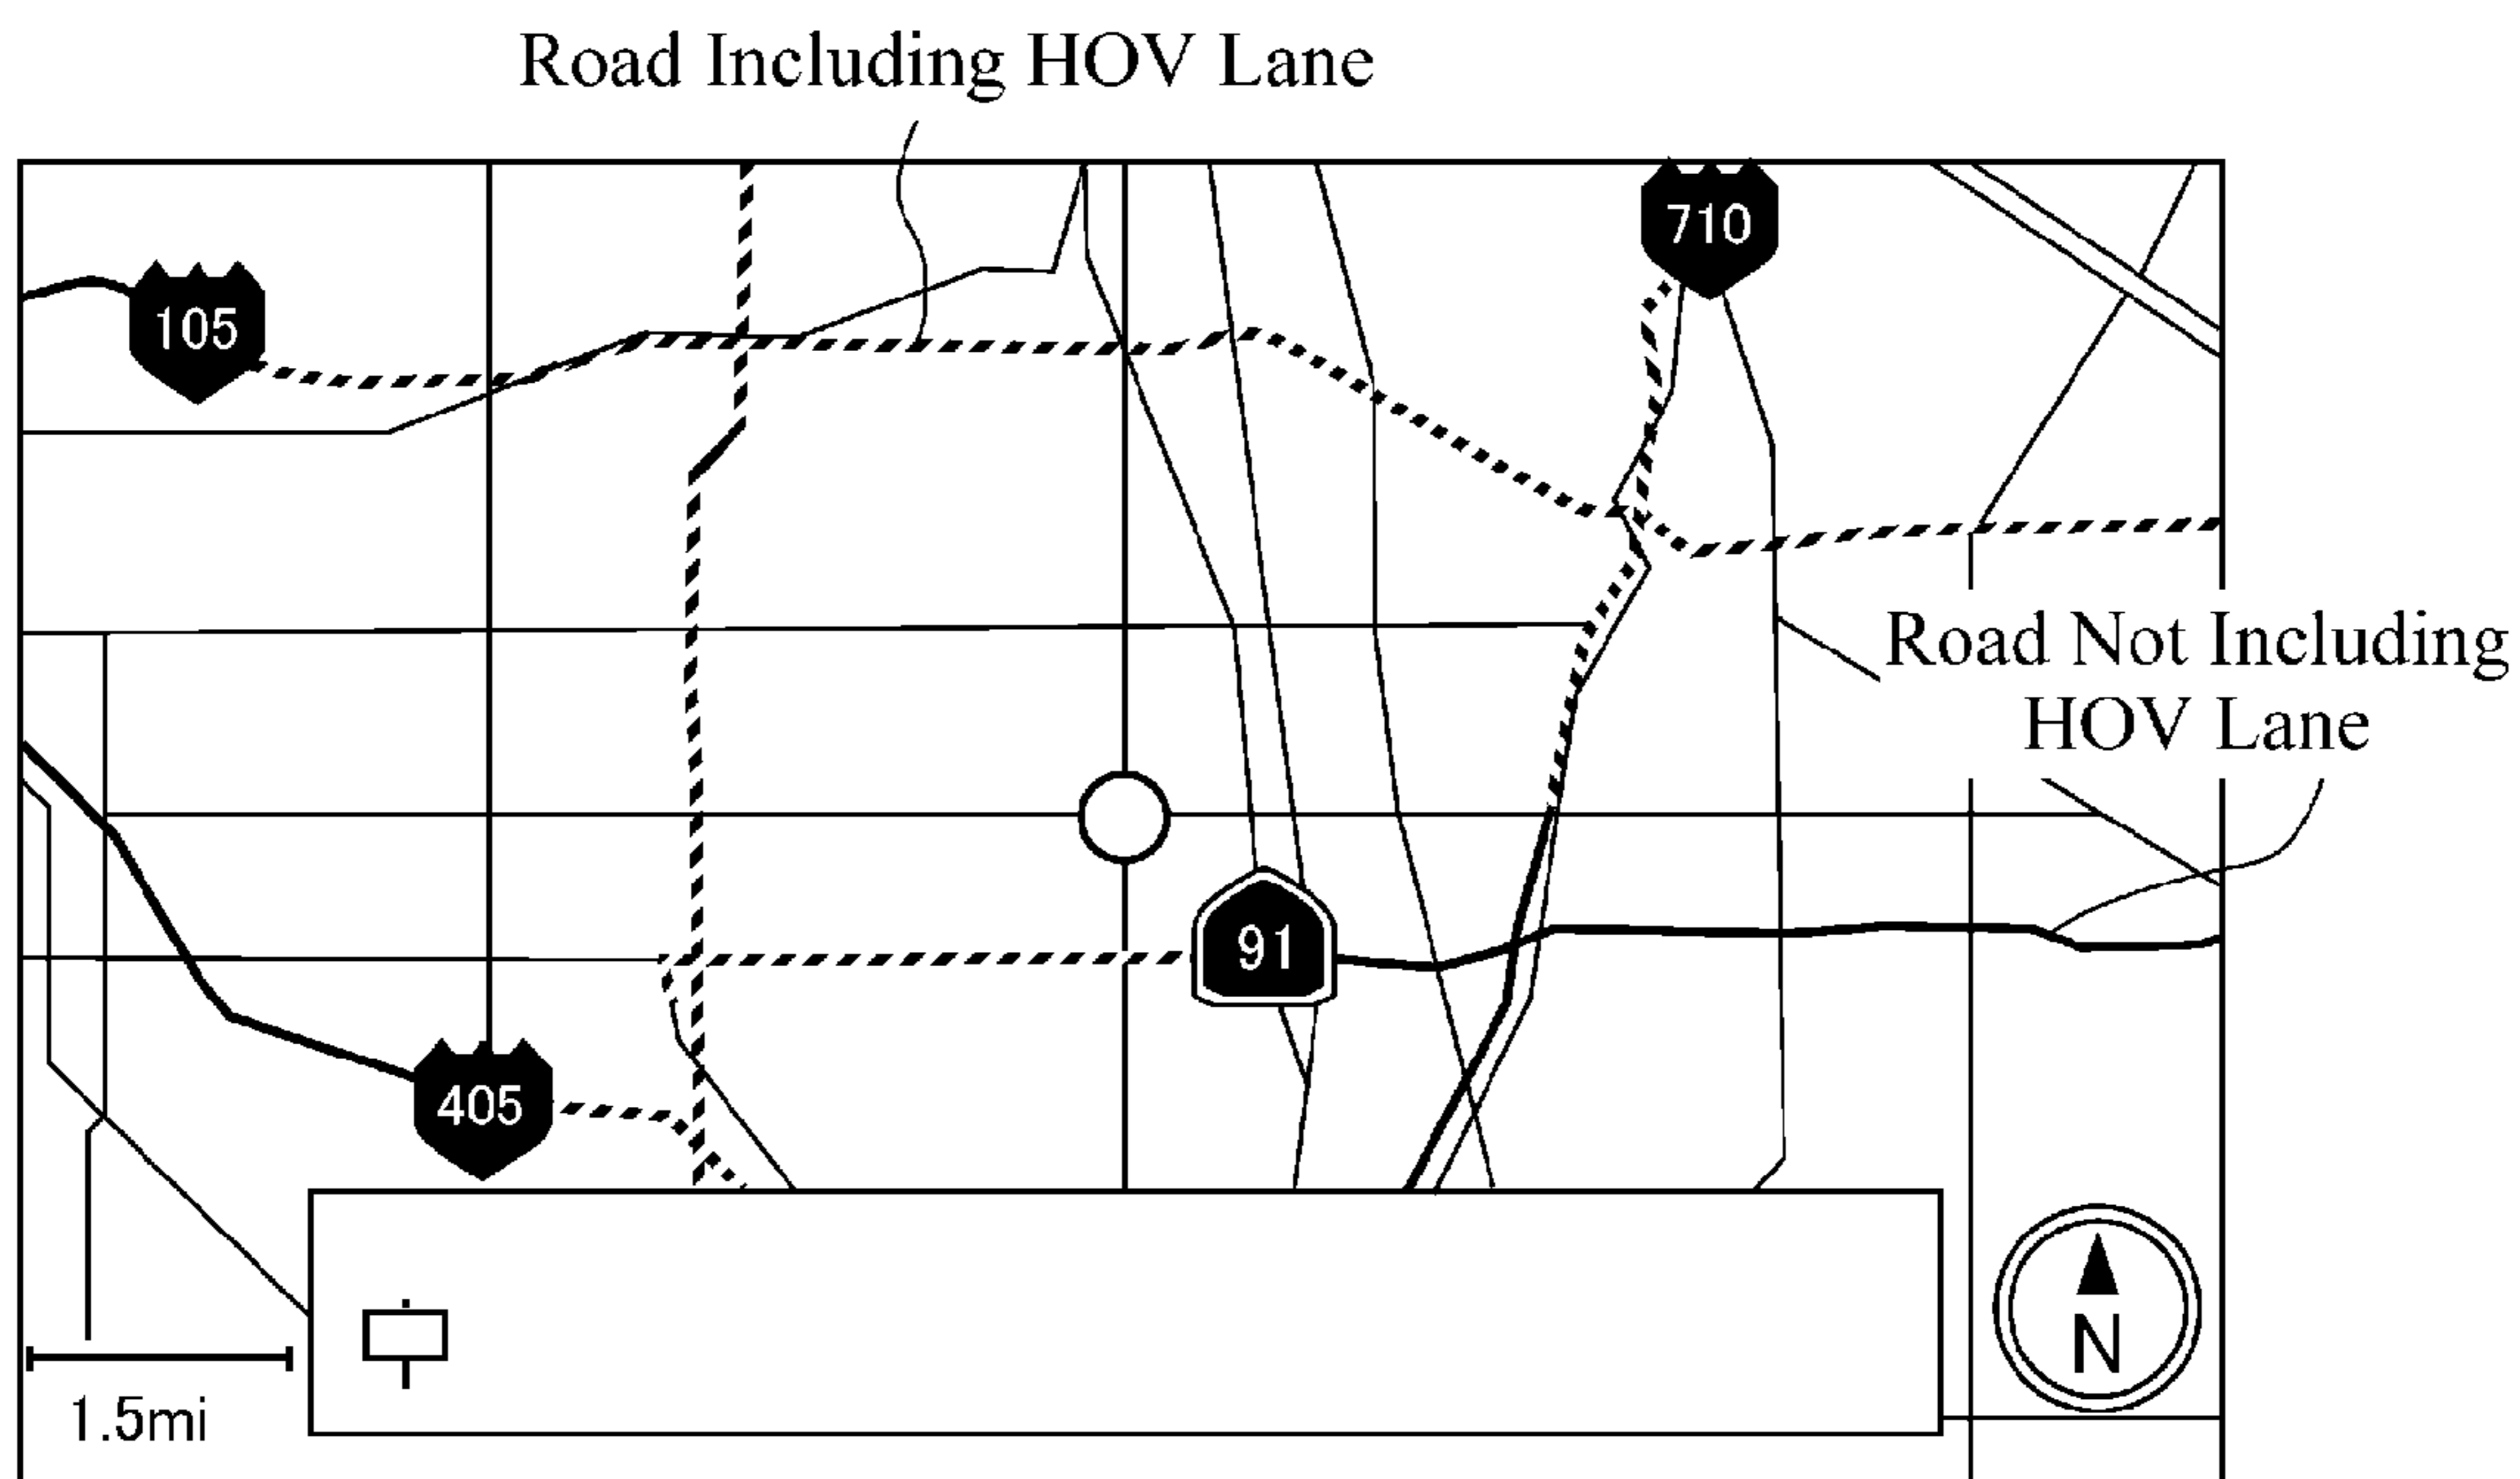 Road Including HOV Lane
710
105
Road Not Including
HOV Lane
91
405
N
1.5mi